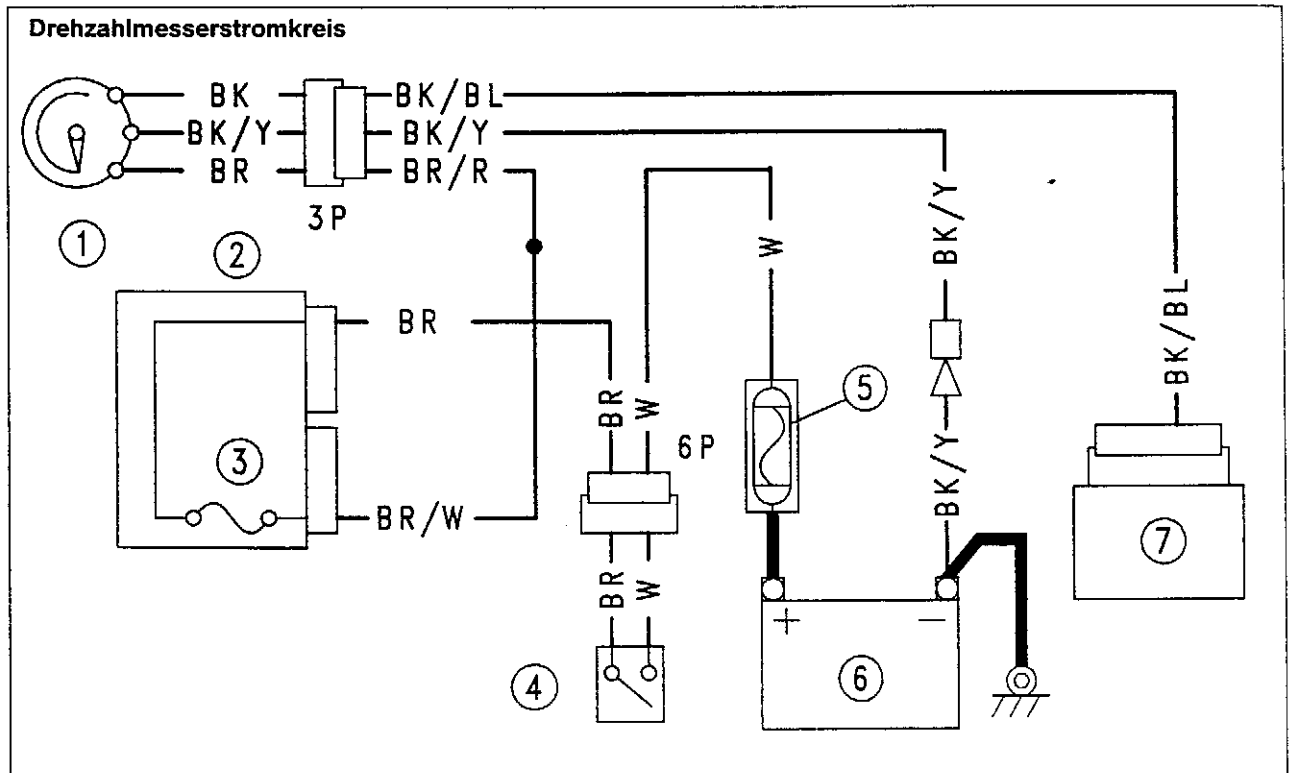 Drehzahlmesserstromkreis
BK
BK/BL
BK/Y
BK/Y
BR
BR/R
3P
1
2
W
BK/Y
BK/BL
BR
5
BR
W
6P
3
BK/Y
BR/W
7
BR
W
+
−
4
6